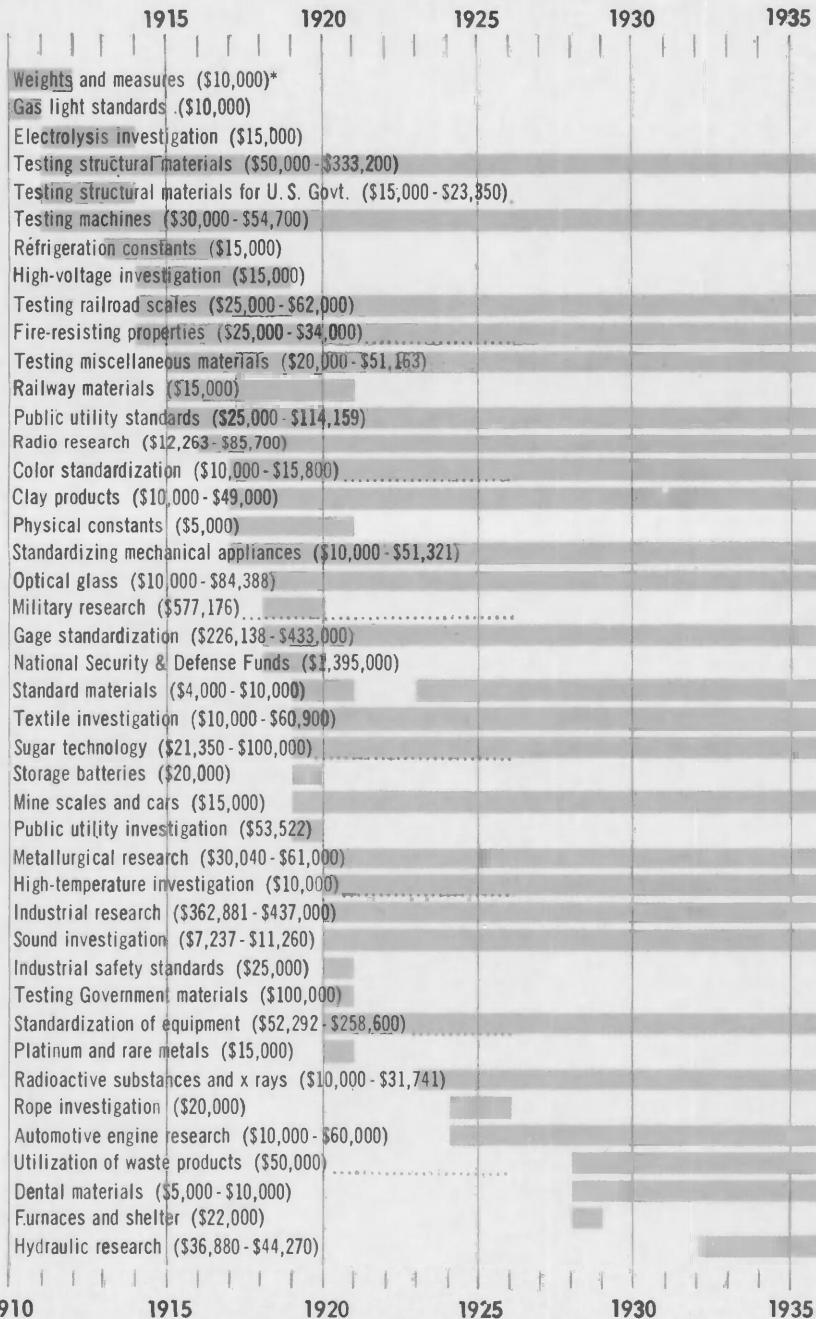 1915 1920 1925 1930 1935
Weights and measures ($10,000)*
Gas light standards .($10,000)
Electrolysis investigation ($15,000)
Testing structural materials ($50,000-$333,200)
Testing structural materials for U.S. Govt. ($15,000-$23,350)
Testing machines ($30,000-$54,700)
Refrigeration constants ($15,000)
High-voltage investigation ($15,000)
Testing railroad scales ($25,000-$62,000)
Fire-resisting properties ($25,000-$34,000)
Testing miscellaneous materials ($20,000-$51,163)
Railway materials ($15,000)
Public utility standards ($25,000-$114,159)
Radio research ($12,263-$85,700)
Color standardization ($10,000-$15,800)
Clay products ($10,000-$49,000)
Physical constants ($5,000)
Standardizing mechanical appliances ($10,000-$51,321)
Optical glass ($10,000-$84,388)
Military research ($577,176)
Gage standardization ($226,138-$433,000)
National Security & Defense Funds ($1,395,000)
Standard materials ($4,000-$10,000)
Textile investigation ($10,000-$60,900)
Sugar technology ($21,350-$100,000)
Storage batteries ($20,000)
Mine scales and cars ($15,000)
Public utility investigation ($53,522)
Metallurgical research ($30,040-$61,000)
High-temperature investigation ($10,000)
Industrial research ($362,881-$437,000)
Sound investigation ($7,237-$11,260)
Industrial safety standards ($25,000)
Testing Government materials ($100,000)
Standardization of equipment ($52,292-$258,600)
Platinum and rare metals ($15,000)
Radioactive substances and x rays ($10,000-$31,741)
Rope investigation ($20,000)
Automotive engine research ($10,000-$60,000)
Utilization of waste products ($50,000)
Dental materials ($5,000-$10,000)
Furnaces and shelter ($22,000)
Hydraulic research ($36,880-$44,270)
910 1915 1920 1925 1930 1935